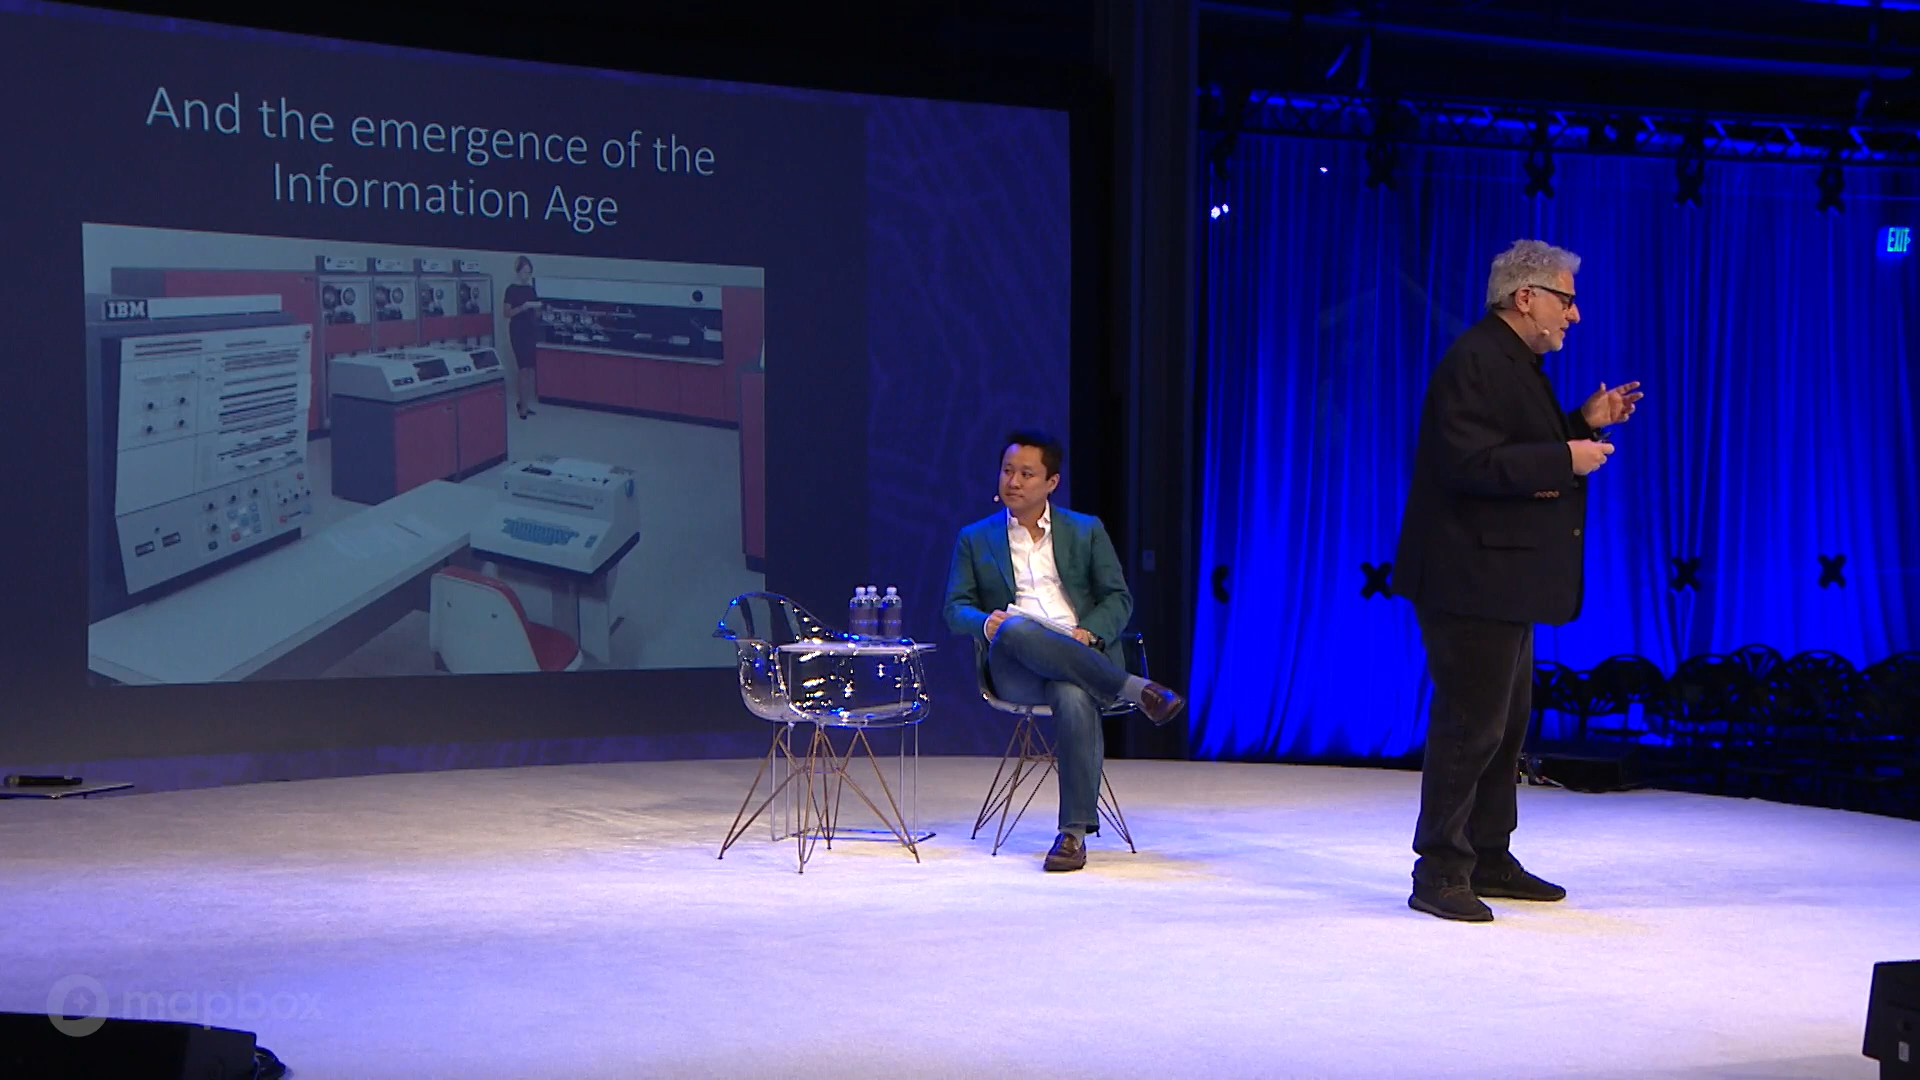 And the emergence of the
Information Age
IBM
EXIT
mapbox